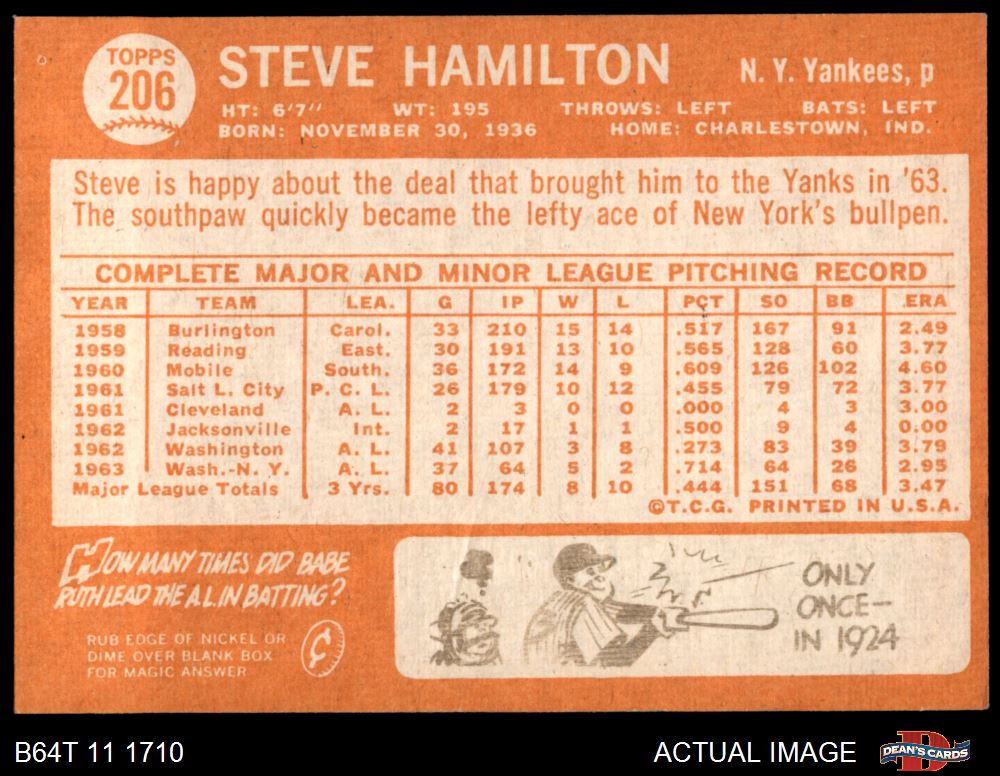 TOPPS
206
STEVE HAMILTON
N. Y. Yankees, p
HT: 6'7" WT: 195 THROWS: LEFT BATS: LEFT
BORN: NOVEMBER 30, 1936 HOME: CHARLESTOWN, IND.
Steve is happy about the deal that brought him to the Yanks in '63.
The southpaw quickly became the lefty ace of New York's bullpen.
COMPLETE MAJOR AND MINOR LEAGUE PITCHING RECORD
YEAR TEAM LEA. G IP W L PCT SO BB ERA
1958 Burlington Carol. 33 210 15 14 .517 167 91 2.49
1959 Reading East. 30 191 13 10 .565 128 60 3.77
1960 Mobile South. 36 172 14 9 .609 126 102 4.60
1961 Salt L. City P. C. L. 26 179 10 12 .455 79 72 3.77
1961 Cleveland A. L. 2 3 0 0 .000 4 3 3.00
1962 Jacksonville Int. 2 17 1 1 .500 9 4 0.00
1962 Washington A. L. 41 107 3 8 .273 83 39 3.79
1963 Wash.-N. Y. A. L. 37 64 5 2 .714 64 26 2.95
Major League Totals 3 Yrs. 80 174 8 10 .444 151 68 3.47
©T.C.G. PRINTED IN U.S.A.
HOW MANY TIMES DID BABE
RUTH LEAD THE A.L. IN BATTING?
RUB EDGE OF NICKEL OR
DIME OVER BLANK BOX
FOR MAGIC ANSWER
¢
ONLY
ONCE—
IN 1924
B64T 11 1710
ACTUAL IMAGE
D
DEAN'S CARDS